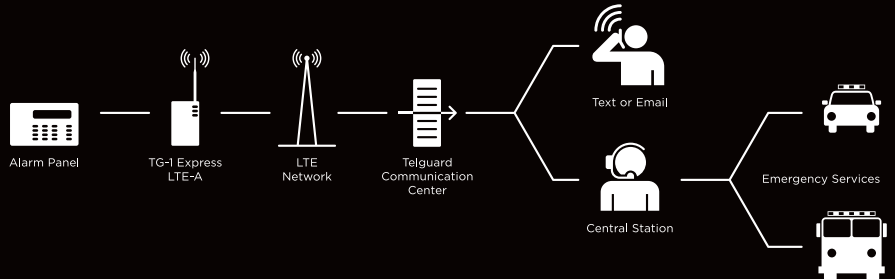 Alarm Panel
TG-1 Express
LTE-A
LTE
Network
Telguard
Communication
Center
Text or Email
Central Station
Emergency Services